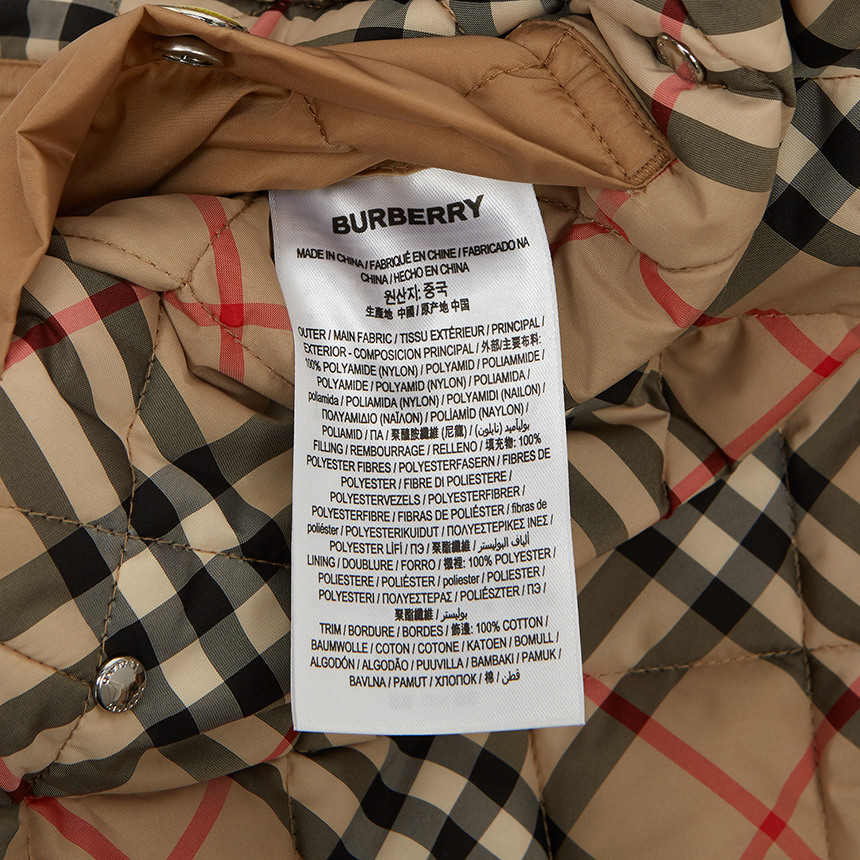 BURBERRY
MADE IN CHINA / FABRIQUÉ EN CHINE / FABRICADO NA
CHINA / HECHO EN CHINA
원산지: 중국
生産地 中國 / 原产地 中国
OUTER / MAIN FABRIC / TISSU EXTÉRIEUR / PRINCIPAL /
EXTERIOR - COMPOSICION PRINCIPAL / 外部/主要布料:
100% POLYAMIDE (NYLON) / POLYAMID / POLIAMMIDE /
POLYAMIDE / POLYAMID (NYLON) / POLIAMIDA /
poliamida / POLIAMIDA (NYLON) / POLYAMIDI (NAILON) /
ΠΟΛΥΑΜΙΔΙΟ (ΝΑΪΛΟΝ) / POLİAMİD (NAYLON) /
POLIAMID / ПА / 聚酯胺纖維 (尼龍) / بوليأميد (نايلون) /
FILLING / REMBOURRAGE / RELLENO / 填充物: 100%
POLYESTER FIBRES / POLYESTERFASERN / FIBRES DE
POLYESTER / FIBRE DI POLIESTERE /
POLYESTERVEZELS / POLYESTERFIBRER /
POLYESTERFIBRE / FIBRAS DE POLIÉSTER / fibras de
poliéster / POLYESTERIKUIDUT / ΠΟΛΥΕΣΤΕΡΙΚΕΣ ΙΝΕΣ /
POLYESTER LİFİ / ПЭ / 聚酯纖維 / ألياف البوليستر /
LINING / DOUBLURE / FORRO / 襯裡: 100% POLYESTER /
POLIESTERE / POLIÉSTER / poliester / POLIESTER /
POLYESTERI / ΠΟΛΥΕΣΤΕΡΑΣ / POLIÉSZTER / ПЭ /
聚酯纖維 / بوليستر /
TRIM / BORDURE / BORDES / 飾邊: 100% COTTON /
BAUMWOLLE / COTON / COTONE / KATOEN / BOMULL /
ALGODÓN / ALGODÃO / PUUVILLA / ΒΑΜΒΑΚΙ / PAMUK /
BAVLNA / PAMUT / ХЛОПОК / 棉 / قطن /